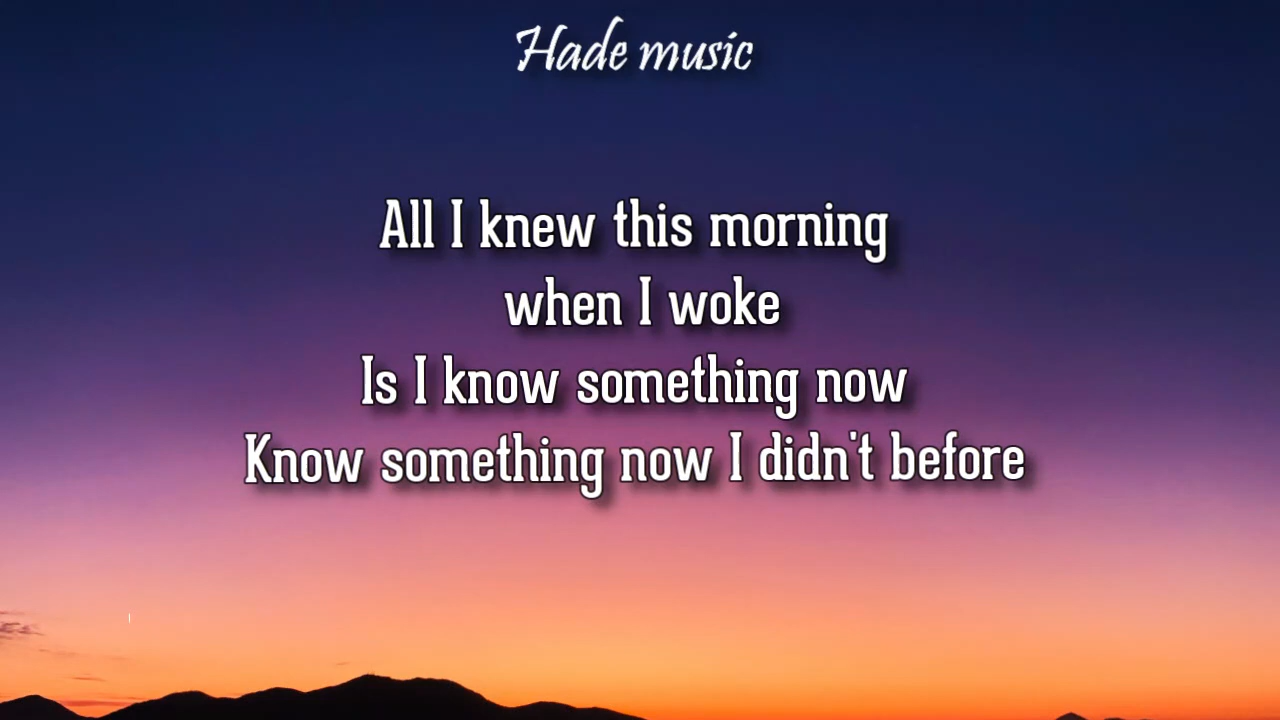 Hade music
All I knew this morning
when I woke
Is I know something now
Know something now I didn't before